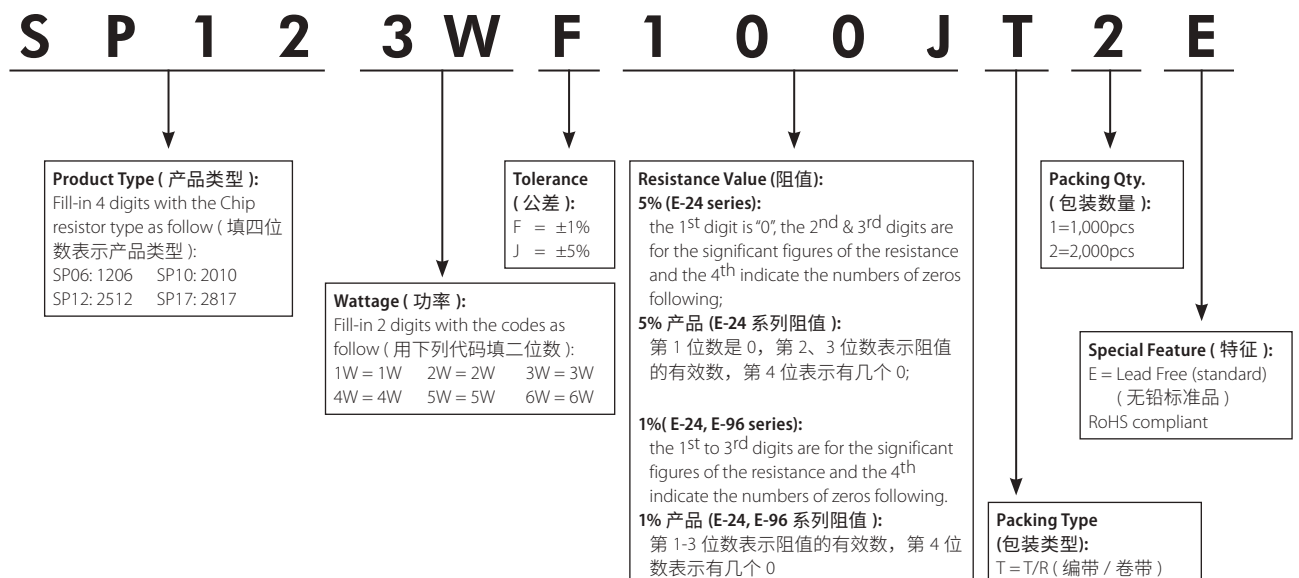 S P 1 2 3 W F 1 0 0 J T 2 E
Product Type ( 产品类型 ):
Fill-in 4 digits with the Chip
resistor type as follow ( 填四位
数表示产品类型 ):
SP06: 1206 SP10: 2010
SP12: 2512 SP17: 2817
Wattage ( 功率 ):
Fill-in 2 digits with the codes as
follow ( 用下列代码填二位数 ):
1W = 1W 2W = 2W 3W = 3W
4W = 4W 5W = 5W 6W = 6W
Tolerance
( 公差 ):
F = ±1%
J = ±5%
Resistance Value (阻值):
5% (E-24 series):
the 1st digit is “0”, the 2nd & 3rd digits are
for the significant figures of the resistance
and the 4th indicate the numbers of zeros
following;
5% 产品 (E-24 系列阻值 ):
第 1 位数是 0，第 2、3 位数表示阻值
的有效数，第 4 位表示有几个 0;
1%( E-24, E-96 series):
the 1st to 3rd digits are for the significant
figures of the resistance and the 4th
indicate the numbers of zeros following.
1% 产品 (E-24, E-96 系列阻值 ):
第 1-3 位数表示阻值的有效数，第 4 位
数表示有几个 0
Packing Type
(包装类型):
T = T/R ( 编带 / 卷带 )
Packing Qty.
( 包装数量 ):
1=1,000pcs
2=2,000pcs
Special Feature ( 特征 ):
E = Lead Free (standard)
( 无铅标准品 )
RoHS compliant